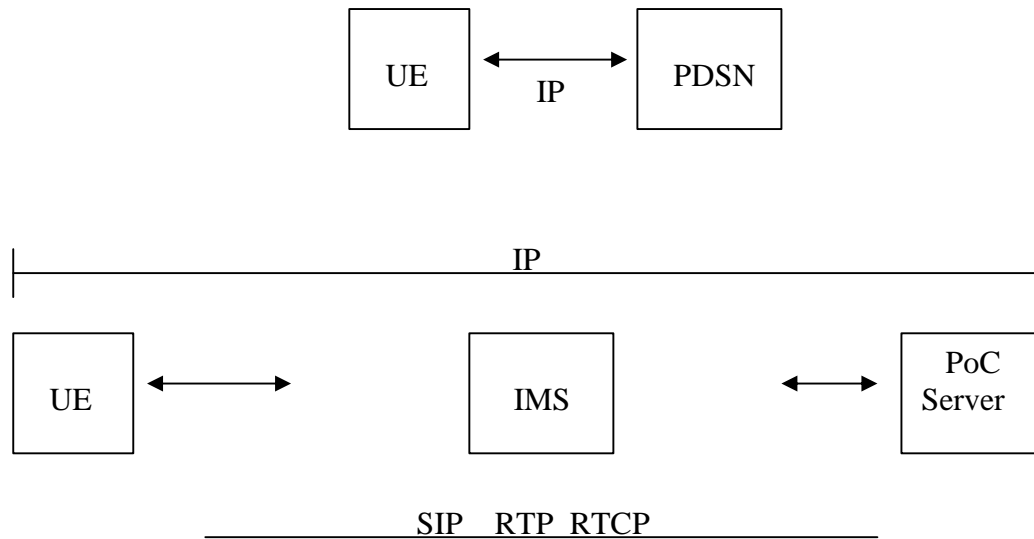 UE
IP
PDSN
IP
UE
IMS
PoC
Server
SIP RTP RTCP